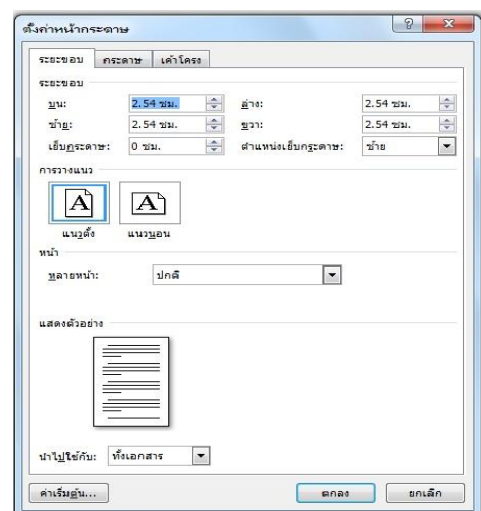 ตั้งค่าหน้ากระดาษ
ระยะขอบ กระดาษ เค้าโครง
ระยะขอบ
บน: 2.54 ซม. ล่าง: 2.54 ซม.
ซ้าย: 2.54 ซม. ขวา: 2.54 ซม.
เย็บกระดาษ: 0 ซม. ตำแหน่งเย็บกระดาษ: ซ้าย
การวางแนว
A A
แนวตั้ง แนวนอน
หน้า
หลายหน้า: ปกติ
แสดงตัวอย่าง
นำไปใช้กับ: ทั้งเอกสาร
ค่าเริ่มต้น... ตกลง ยกเลิก